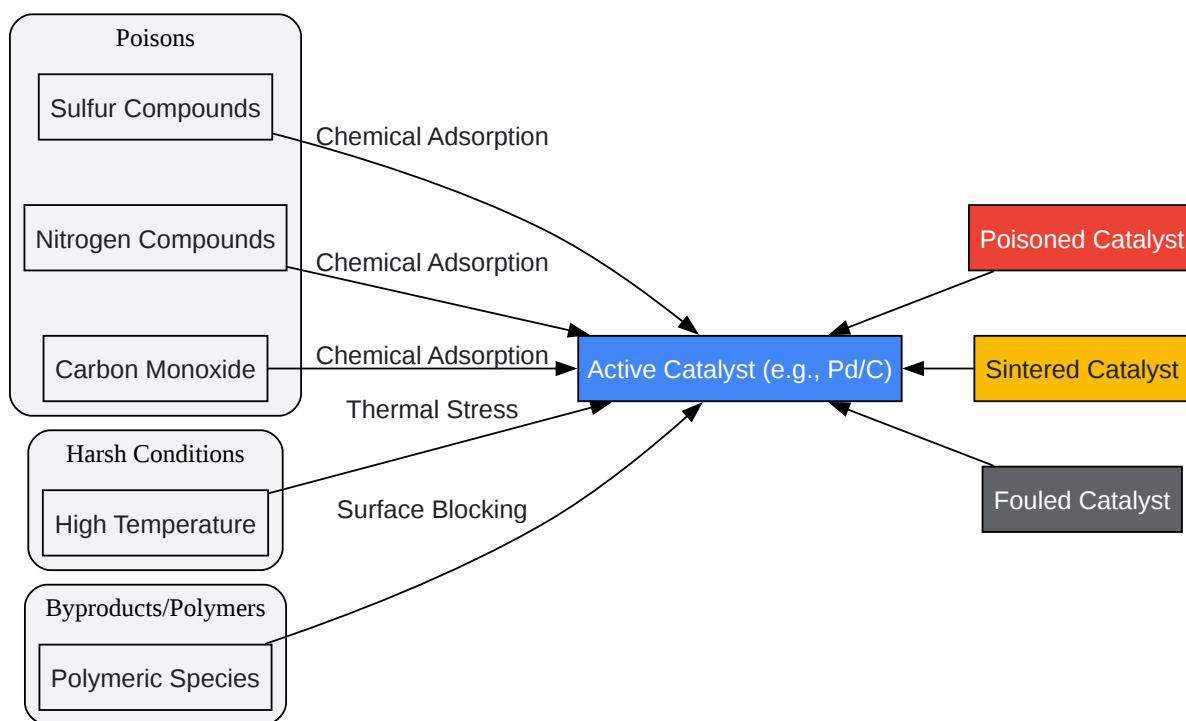 Poisons
Sulfur Compounds
Chemical Adsorption
Nitrogen Compounds
Chemical Adsorption
Poisoned Catalyst
Carbon Monoxide
Chemical Adsorption
Active Catalyst (e.g., Pd/C)
Sintered Catalyst
Thermal Stress
Harsh Conditions
High Temperature
Surface Blocking
Fouled Catalyst
Byproducts/Polymers
Polymeric Species